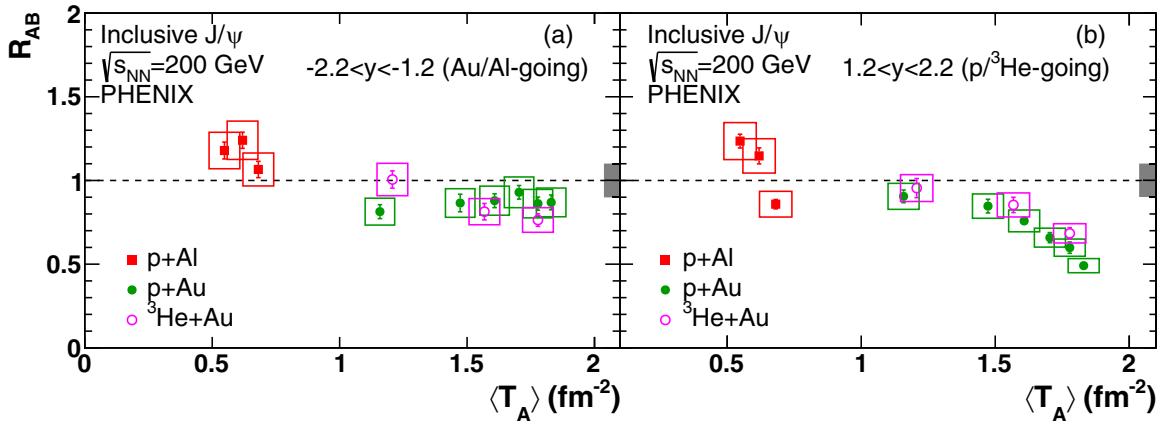 R_AB
2
1.5
1
0.5
0
Inclusive J/ψ
√s_NN=200 GeV
PHENIX
(a)
-2.2<y<-1.2 (Au/Al-going)
p+Al
p+Au
³He+Au
0 0.5 1 1.5 2
⟨T_A⟩ (fm⁻²)
Inclusive J/ψ
√s_NN=200 GeV
PHENIX
(b)
1.2<y<2.2 (p/³He-going)
p+Al
p+Au
³He+Au
0.5 1 1.5 2
⟨T_A⟩ (fm⁻²)